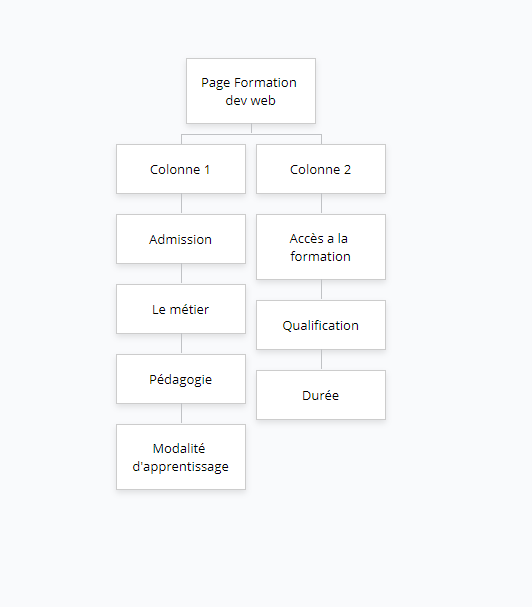 Page Formation
dev web
Colonne 1
Colonne 2
Admission
Accès a la
formation
Le métier
Qualification
Pédagogie
Durée
Modalité
d'apprentissage